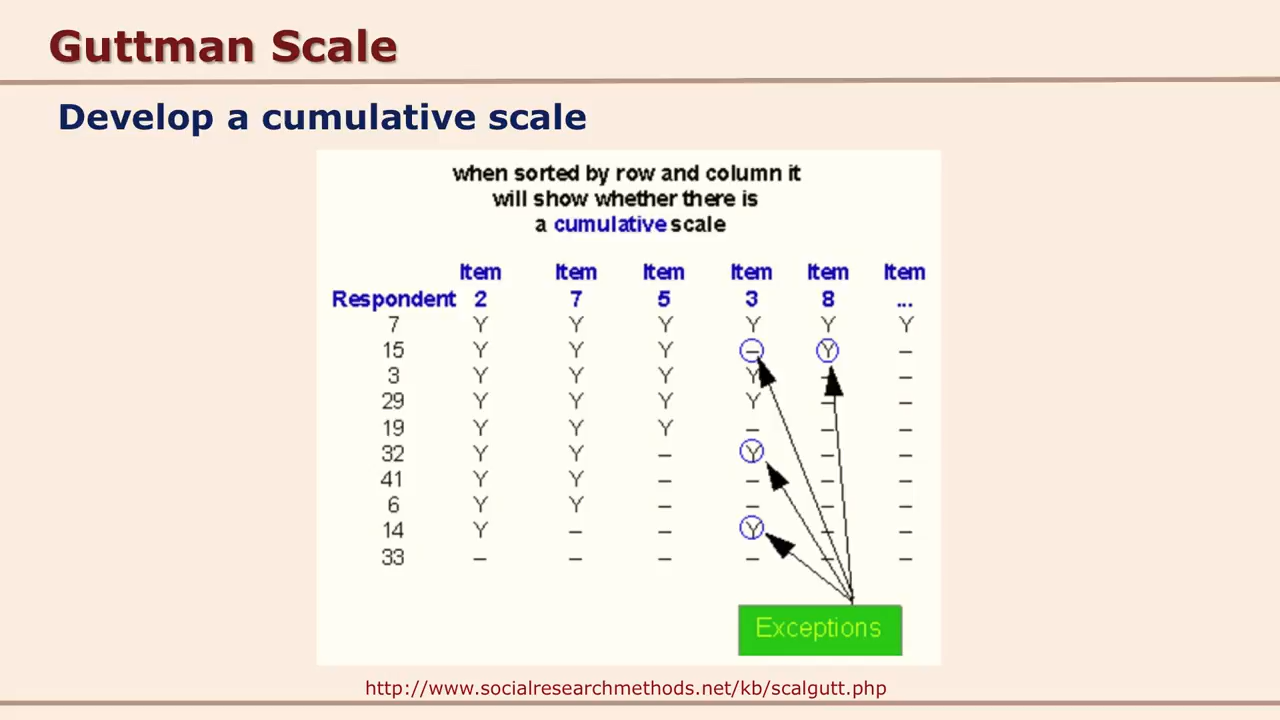 Guttman Scale
Develop a cumulative scale
when sorted by row and column it
will show whether there is
a cumulative scale
Item Item Item Item Item Item
Respondent 2 7 5 3 8 ...
7 Y Y Y Y Y Y
15 Y Y Y – Y –
3 Y Y Y Y – –
29 Y Y Y Y – –
19 Y Y Y – – –
32 Y Y – Y – –
41 Y Y – – – –
6 Y Y – – – –
14 Y – – Y – –
33 – – – – – –
Exceptions
http://www.socialresearchmethods.net/kb/scalgutt.php